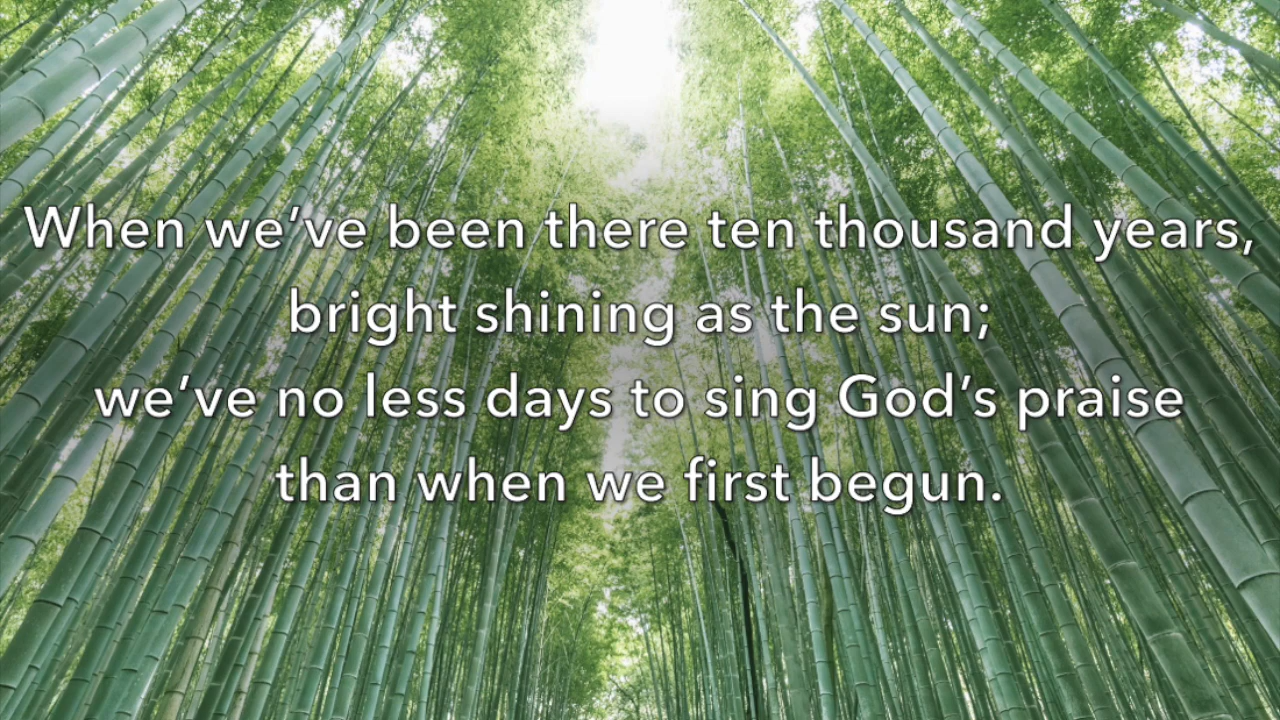 When we’ve been there ten thousand years,
bright shining as the sun;
we’ve no less days to sing God’s praise
than when we first begun.